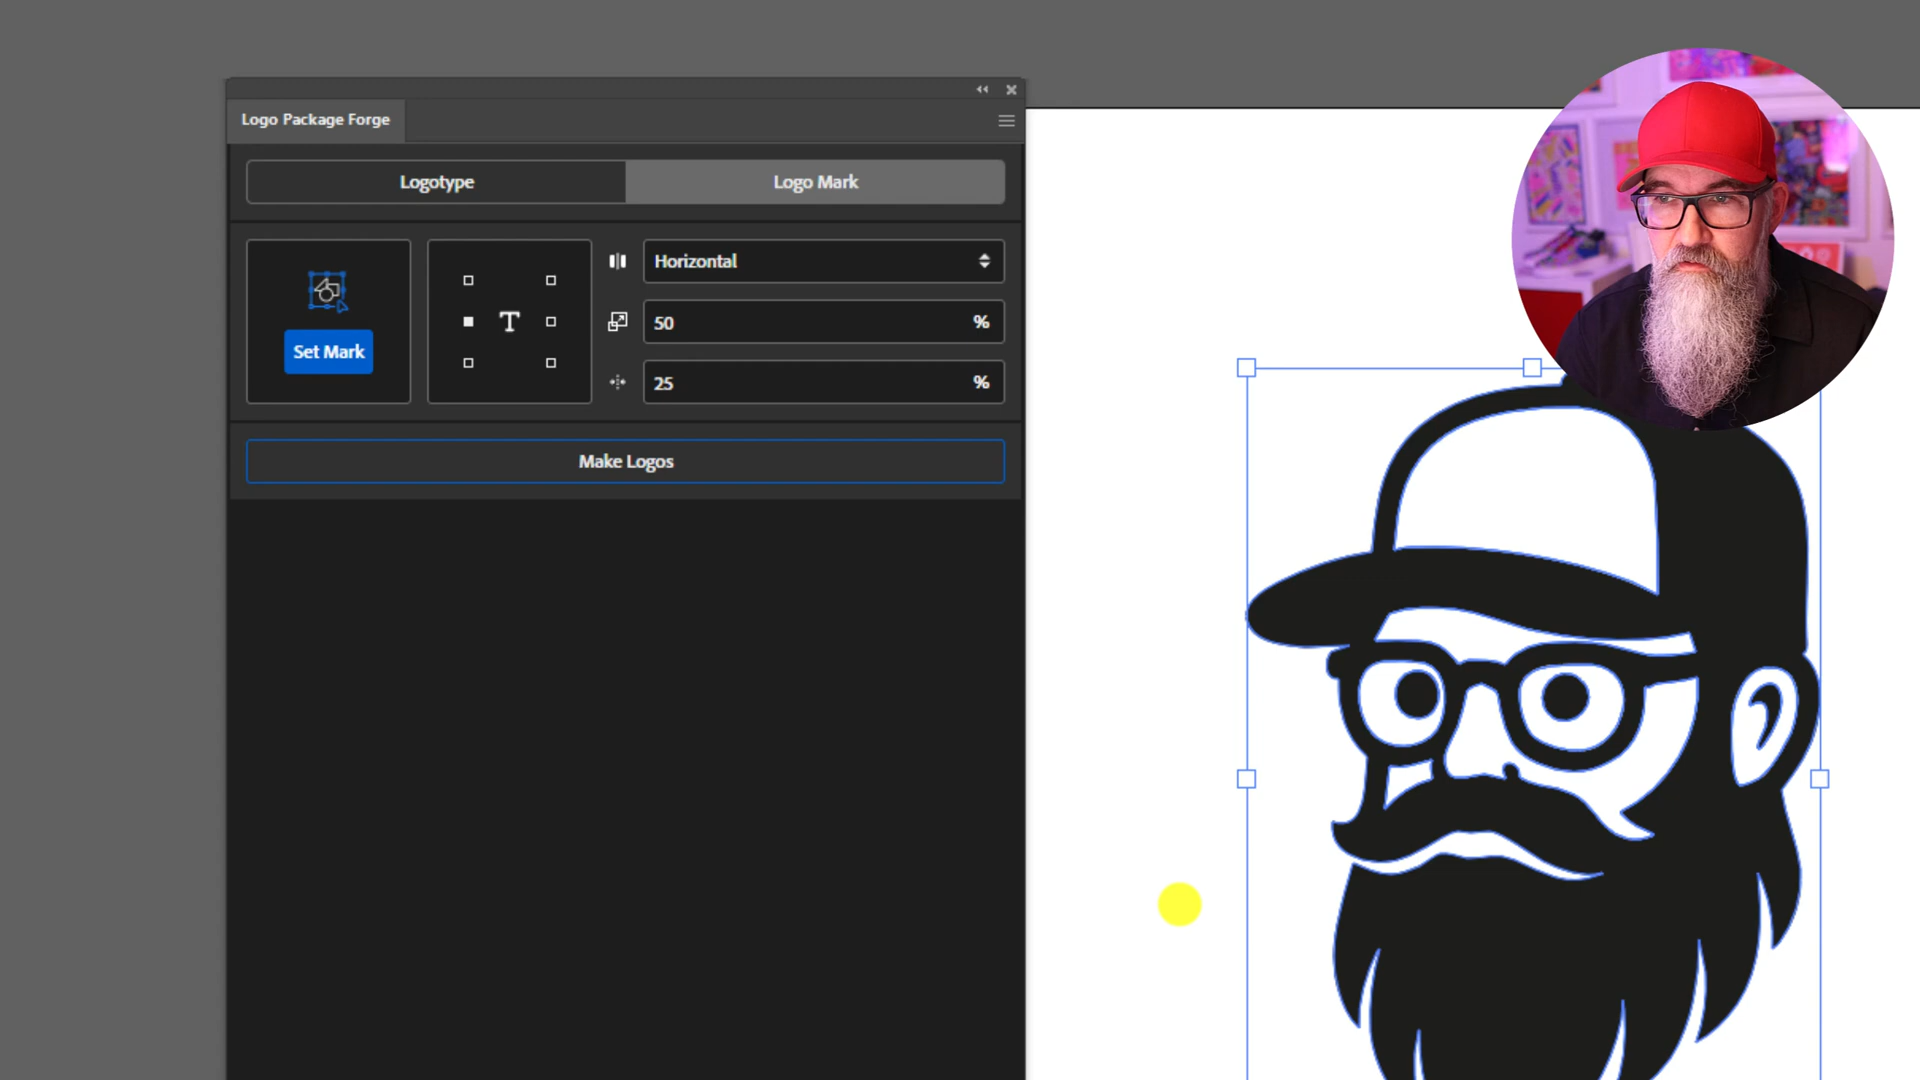 Logo Package Forge
Logotype
Logo Mark
Set Mark
T
Horizontal
50 %
25 %
Make Logos